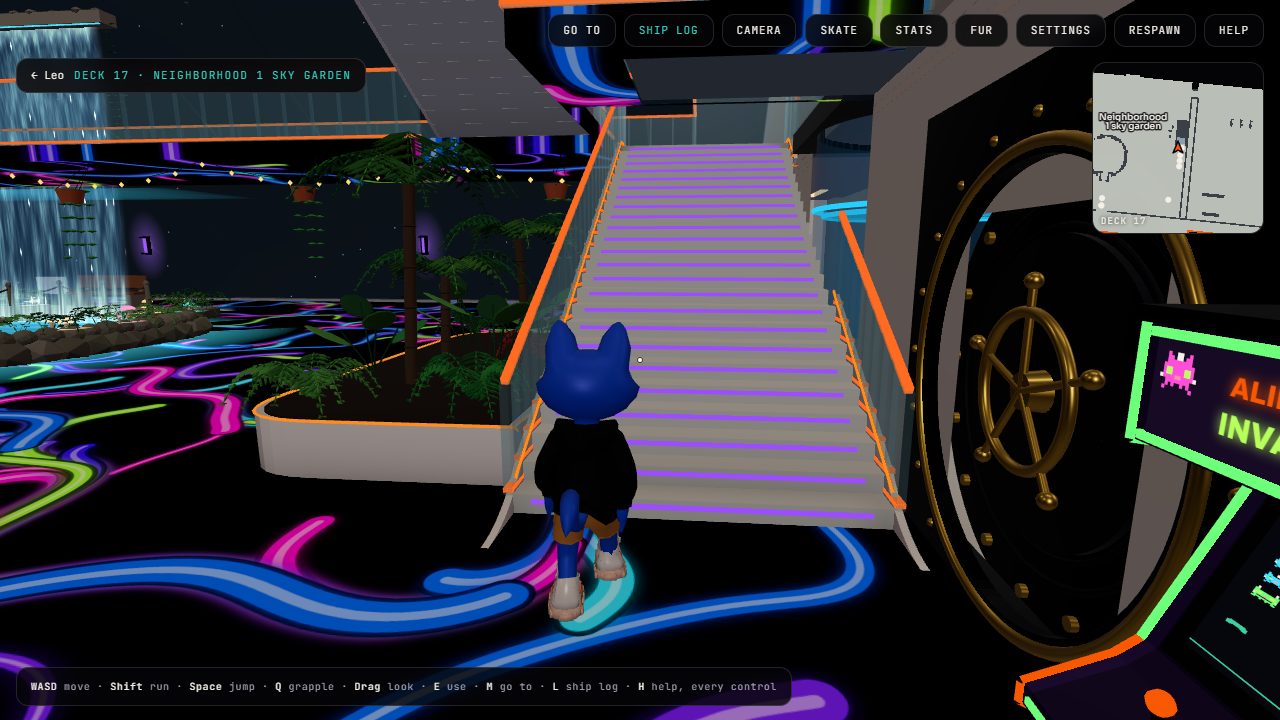 GO TO
SHIP LOG
CAMERA
SKATE
STATS
FUR
SETTINGS
RESPAWN
HELP
← Leo DECK 17 · NEIGHBORHOOD 1 SKY GARDEN
Neighborhood
1 sky garden
DECK 17
WASD move · Shift run · Space jump · Q grapple · Drag look · E use · M go to · L ship log · H help, every control